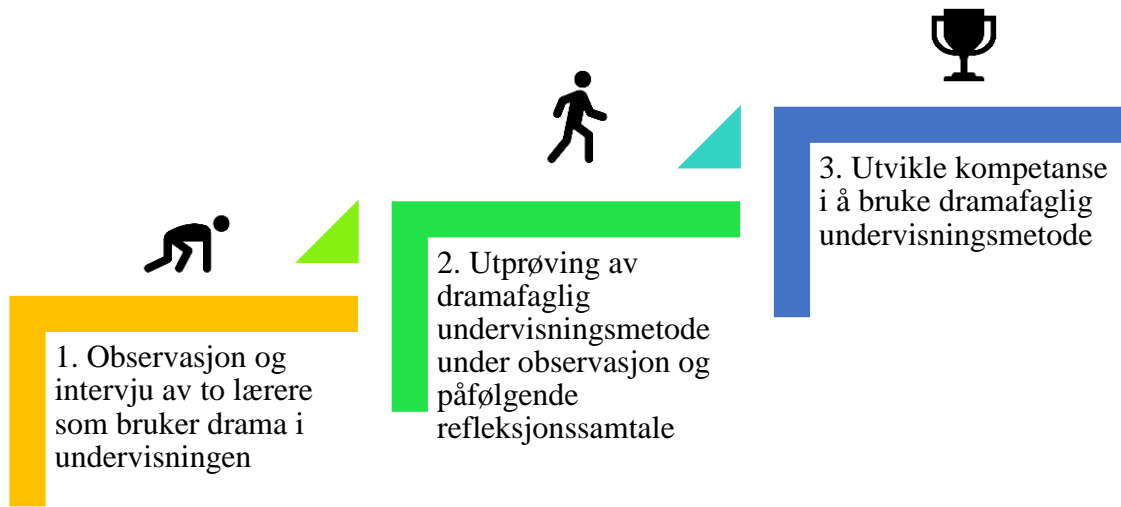 1. Observasjon og
intervju av to lærere
som bruker drama i
undervisningen
2. Utprøving av
dramafaglig
undervisningsmetode
under observasjon og
påfølgende
refleksjonssamtale
3. Utvikle kompetanse
i å bruke dramafaglig
undervisningsmetode